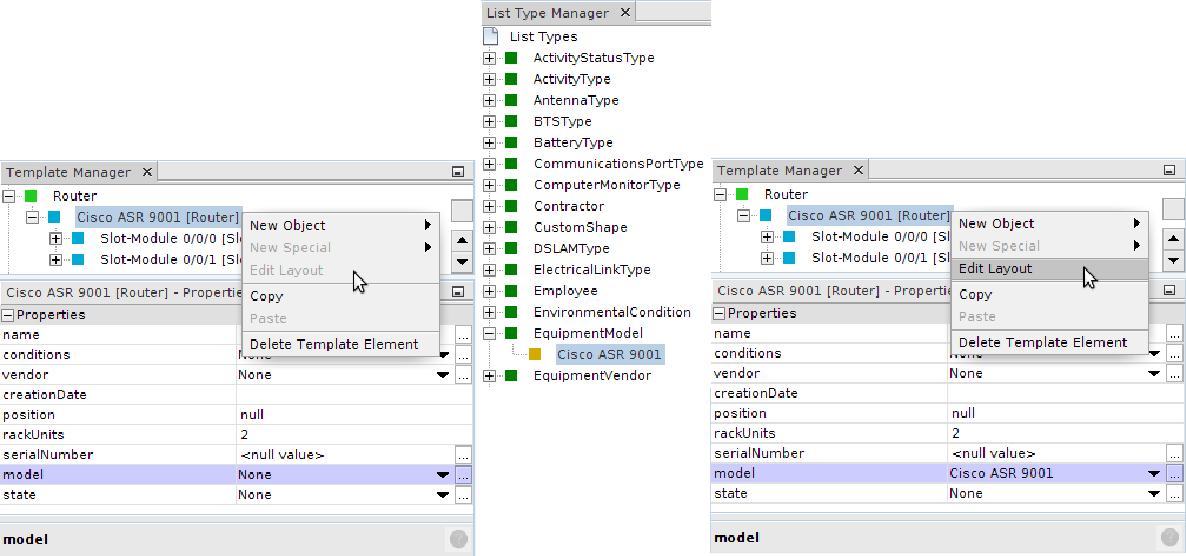 Template Manager
Router
Cisco ASR 9001 [Router]
Slot-Module 0/0/0 [Sl
Slot-Module 0/0/1 [Sl
New Object
New Special
Edit Layout
Copy
Paste
Delete Template Element
Cisco ASR 9001 [Router] - Properties
Properties
name
conditions None
vendor None
creationDate
position null
rackUnits 2
serialNumber <null value>
model None
state None
model
List Type Manager
List Types
ActivityStatusType
ActivityType
AntennaType
BTSType
BatteryType
CommunicationsPortType
ComputerMonitorType
Contractor
CustomShape
DSLAMType
ElectricalLinkType
Employee
EnvironmentalCondition
EquipmentModel
Cisco ASR 9001
EquipmentVendor
Template Manager
Router
Cisco ASR 9001 [Router]
Slot-Module 0/0/0 [Sl
Slot-Module 0/0/1 [Sl
New Object
New Special
Edit Layout
Copy
Paste
Delete Template Element
Cisco ASR 9001 [Router] - Propertie
Properties
name
conditions None
vendor None
creationDate
position null
rackUnits 2
serialNumber <null value>
model Cisco ASR 9001
state None
model